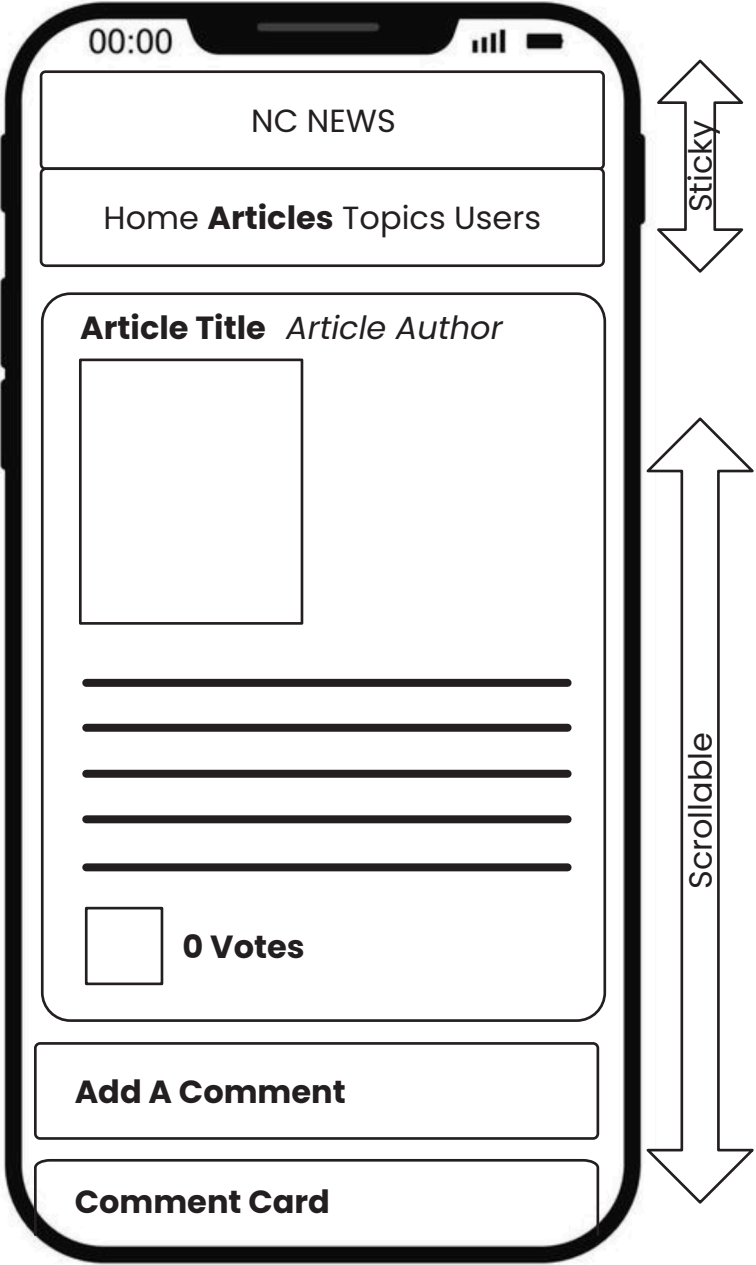 00:00
NC NEWS
Sticky
Home Articles Topics Users
Article Title Article Author
Scrollable
0 Votes
Add A Comment
Comment Card